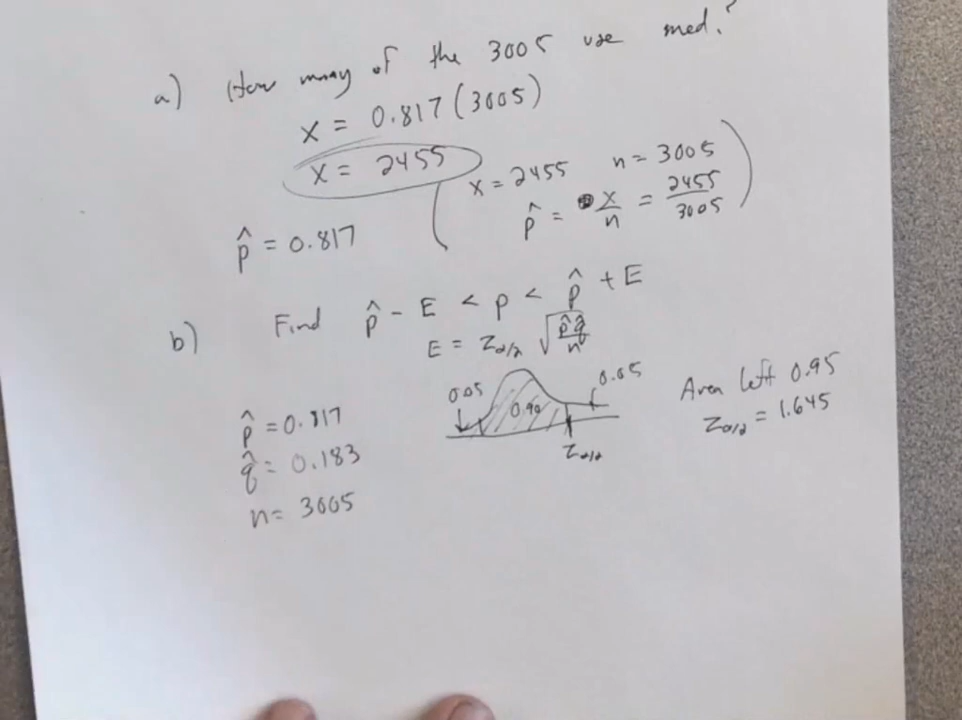 a) How many of the 3005 use med.?
x = 0.817(3005)
x = 2455
(x = 2455 n = 3005
p̂ = x/n = 2455/3005)
p̂ = 0.817
b) Find p̂ - E < p < p̂ + E
E = Zα/2 √(p̂q̂/n)
0.05 0.90 0.05
Zα/2
Area left 0.95
Zα/2 = 1.645
p̂ = 0.817
q̂ = 0.183
n = 3005